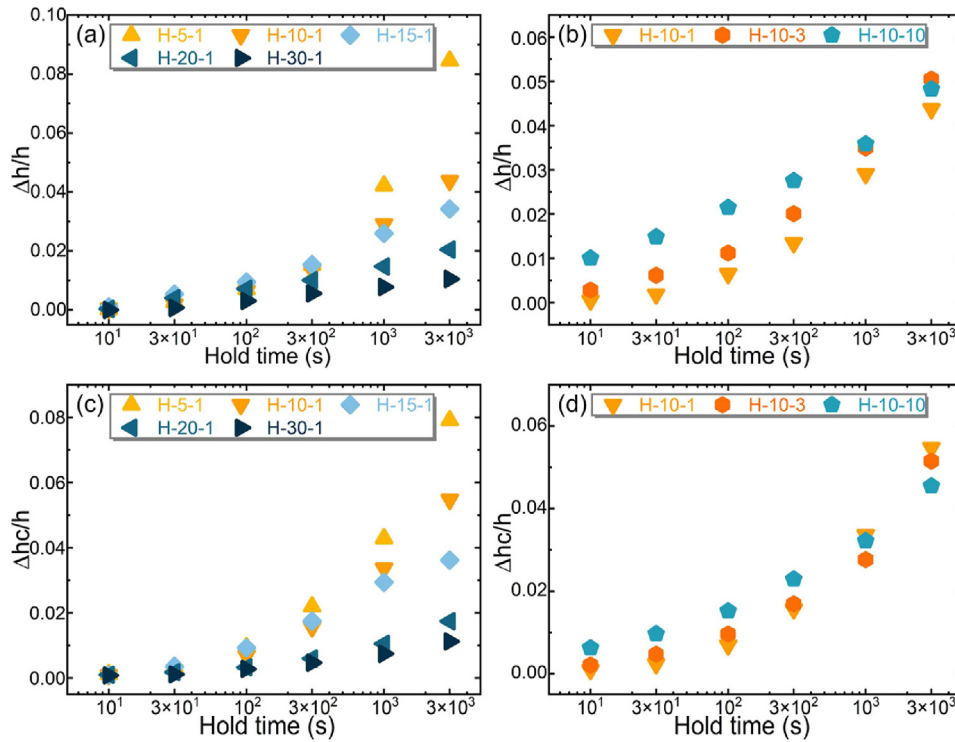 (a) H-5-1 H-10-1 H-15-1
H-20-1 H-30-1
0.10
0.08
0.06
0.04
0.02
0.00
Δh/h
10¹ 3×10¹ 10² 3×10² 10³ 3×10³
Hold time (s)
(b) H-10-1 H-10-3 H-10-10
0.06
0.05
0.04
0.03
0.02
0.01
0.00
Δh/h
10¹ 3×10¹ 10² 3×10² 10³ 3×10³
Hold time (s)
(c) H-5-1 H-10-1 H-15-1
H-20-1 H-30-1
0.08
0.06
0.04
0.02
0.00
Δhc/h
10¹ 3×10¹ 10² 3×10² 10³ 3×10³
Hold time (s)
(d) H-10-1 H-10-3 H-10-10
0.06
0.04
0.02
0.00
Δhc/h
10¹ 3×10¹ 10² 3×10² 10³ 3×10³
Hold time (s)